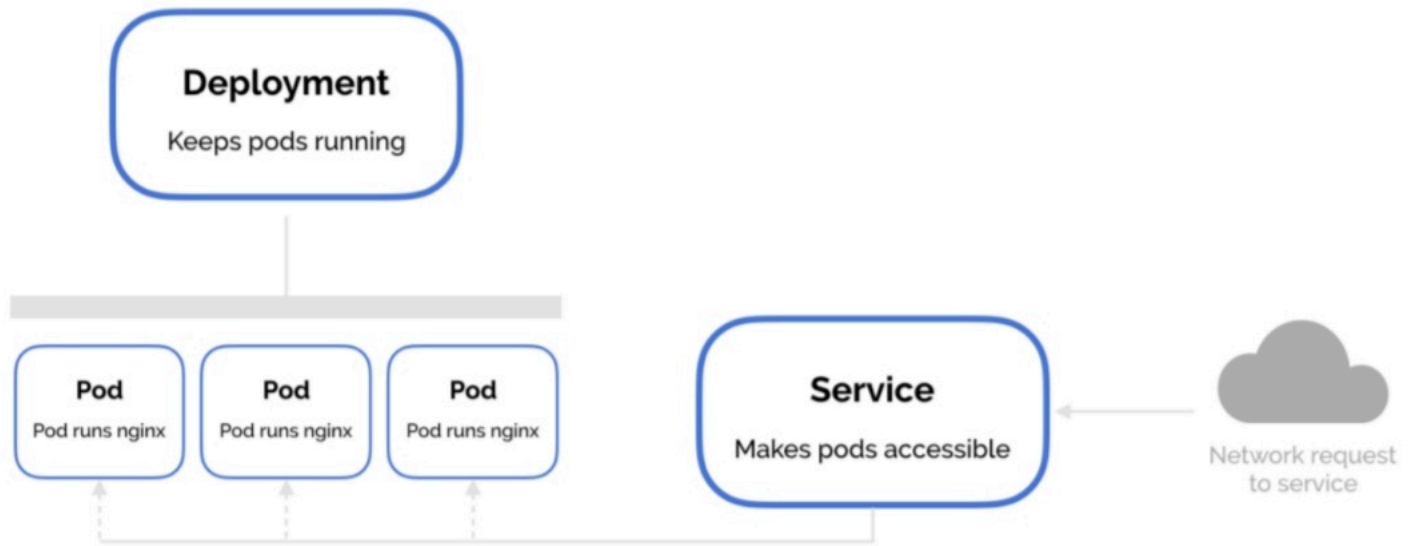 Deployment
Keeps pods running
Pod
Pod runs nginx
Pod
Pod runs nginx
Pod
Pod runs nginx
Service
Makes pods accessible
Network request
to service